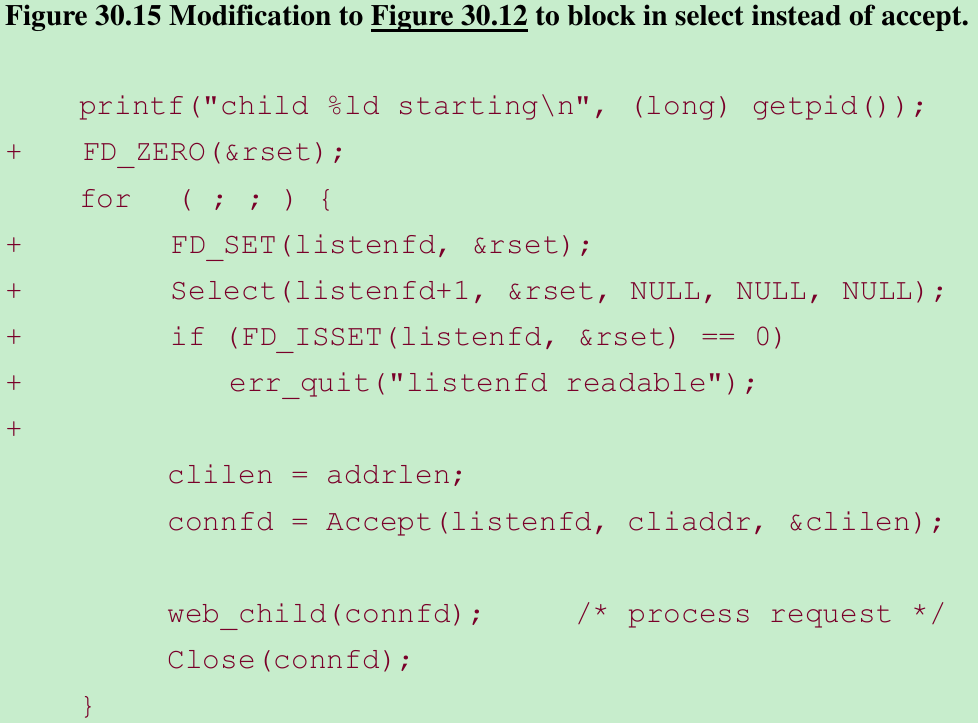 Figure 30.15 Modification to Figure 30.12 to block in select instead of accept.
printf("child %ld starting\n", (long) getpid());
+ FD_ZERO(&rset);
for ( ; ; ) {
+ FD_SET(listenfd, &rset);
+ Select(listenfd+1, &rset, NULL, NULL, NULL);
+ if (FD_ISSET(listenfd, &rset) == 0)
+ err_quit("listenfd readable");
+
clilen = addrlen;
connfd = Accept(listenfd, cliaddr, &clilen);
web_child(connfd); /* process request */
Close(connfd);
}